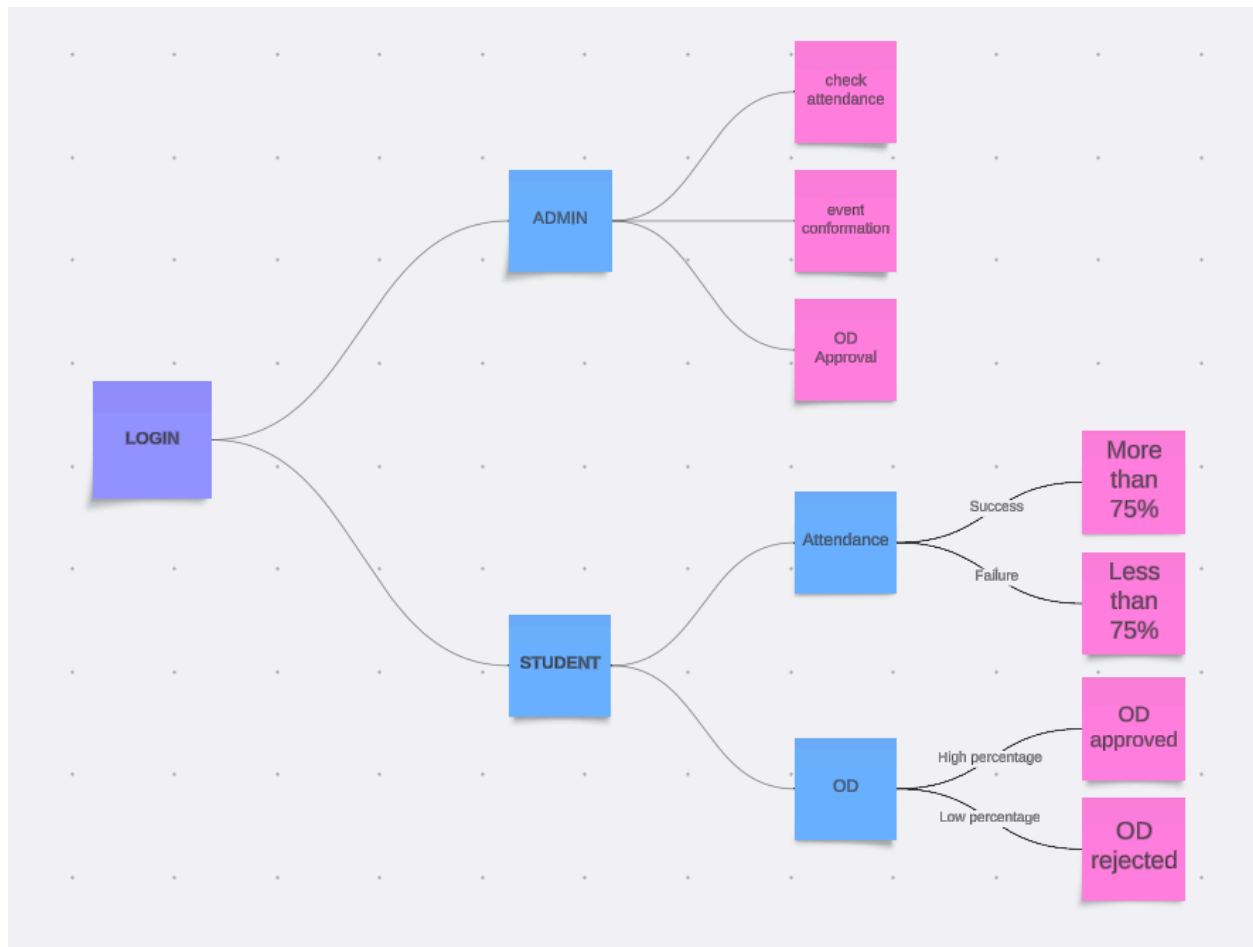 check
attendance
ADMIN
event
conformation
OD
Approval
LOGIN
More
than
75%
Success
Attendance
Failure
Less
than
75%
STUDENT
OD
approved
High percentage
OD
Low percentage
OD
rejected